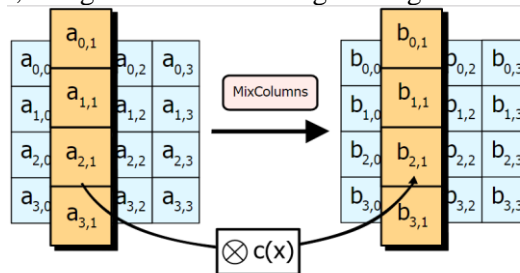 a0,1 b0,1
a0,0 a0,2 a0,3 b0,0 b0,2 b0,3
MixColumns
a1,1 b1,1
a1,0 a1,2 a1,3 b1,0 b1,2 b1,3
a2,0 a2,1 a2,2 a2,3 b2,0 b2,1 b2,2 b2,3
a3,0 a3,1 a3,2 a3,3 b3,0 b3,1 b3,2 b3,3
⊗ c(x)